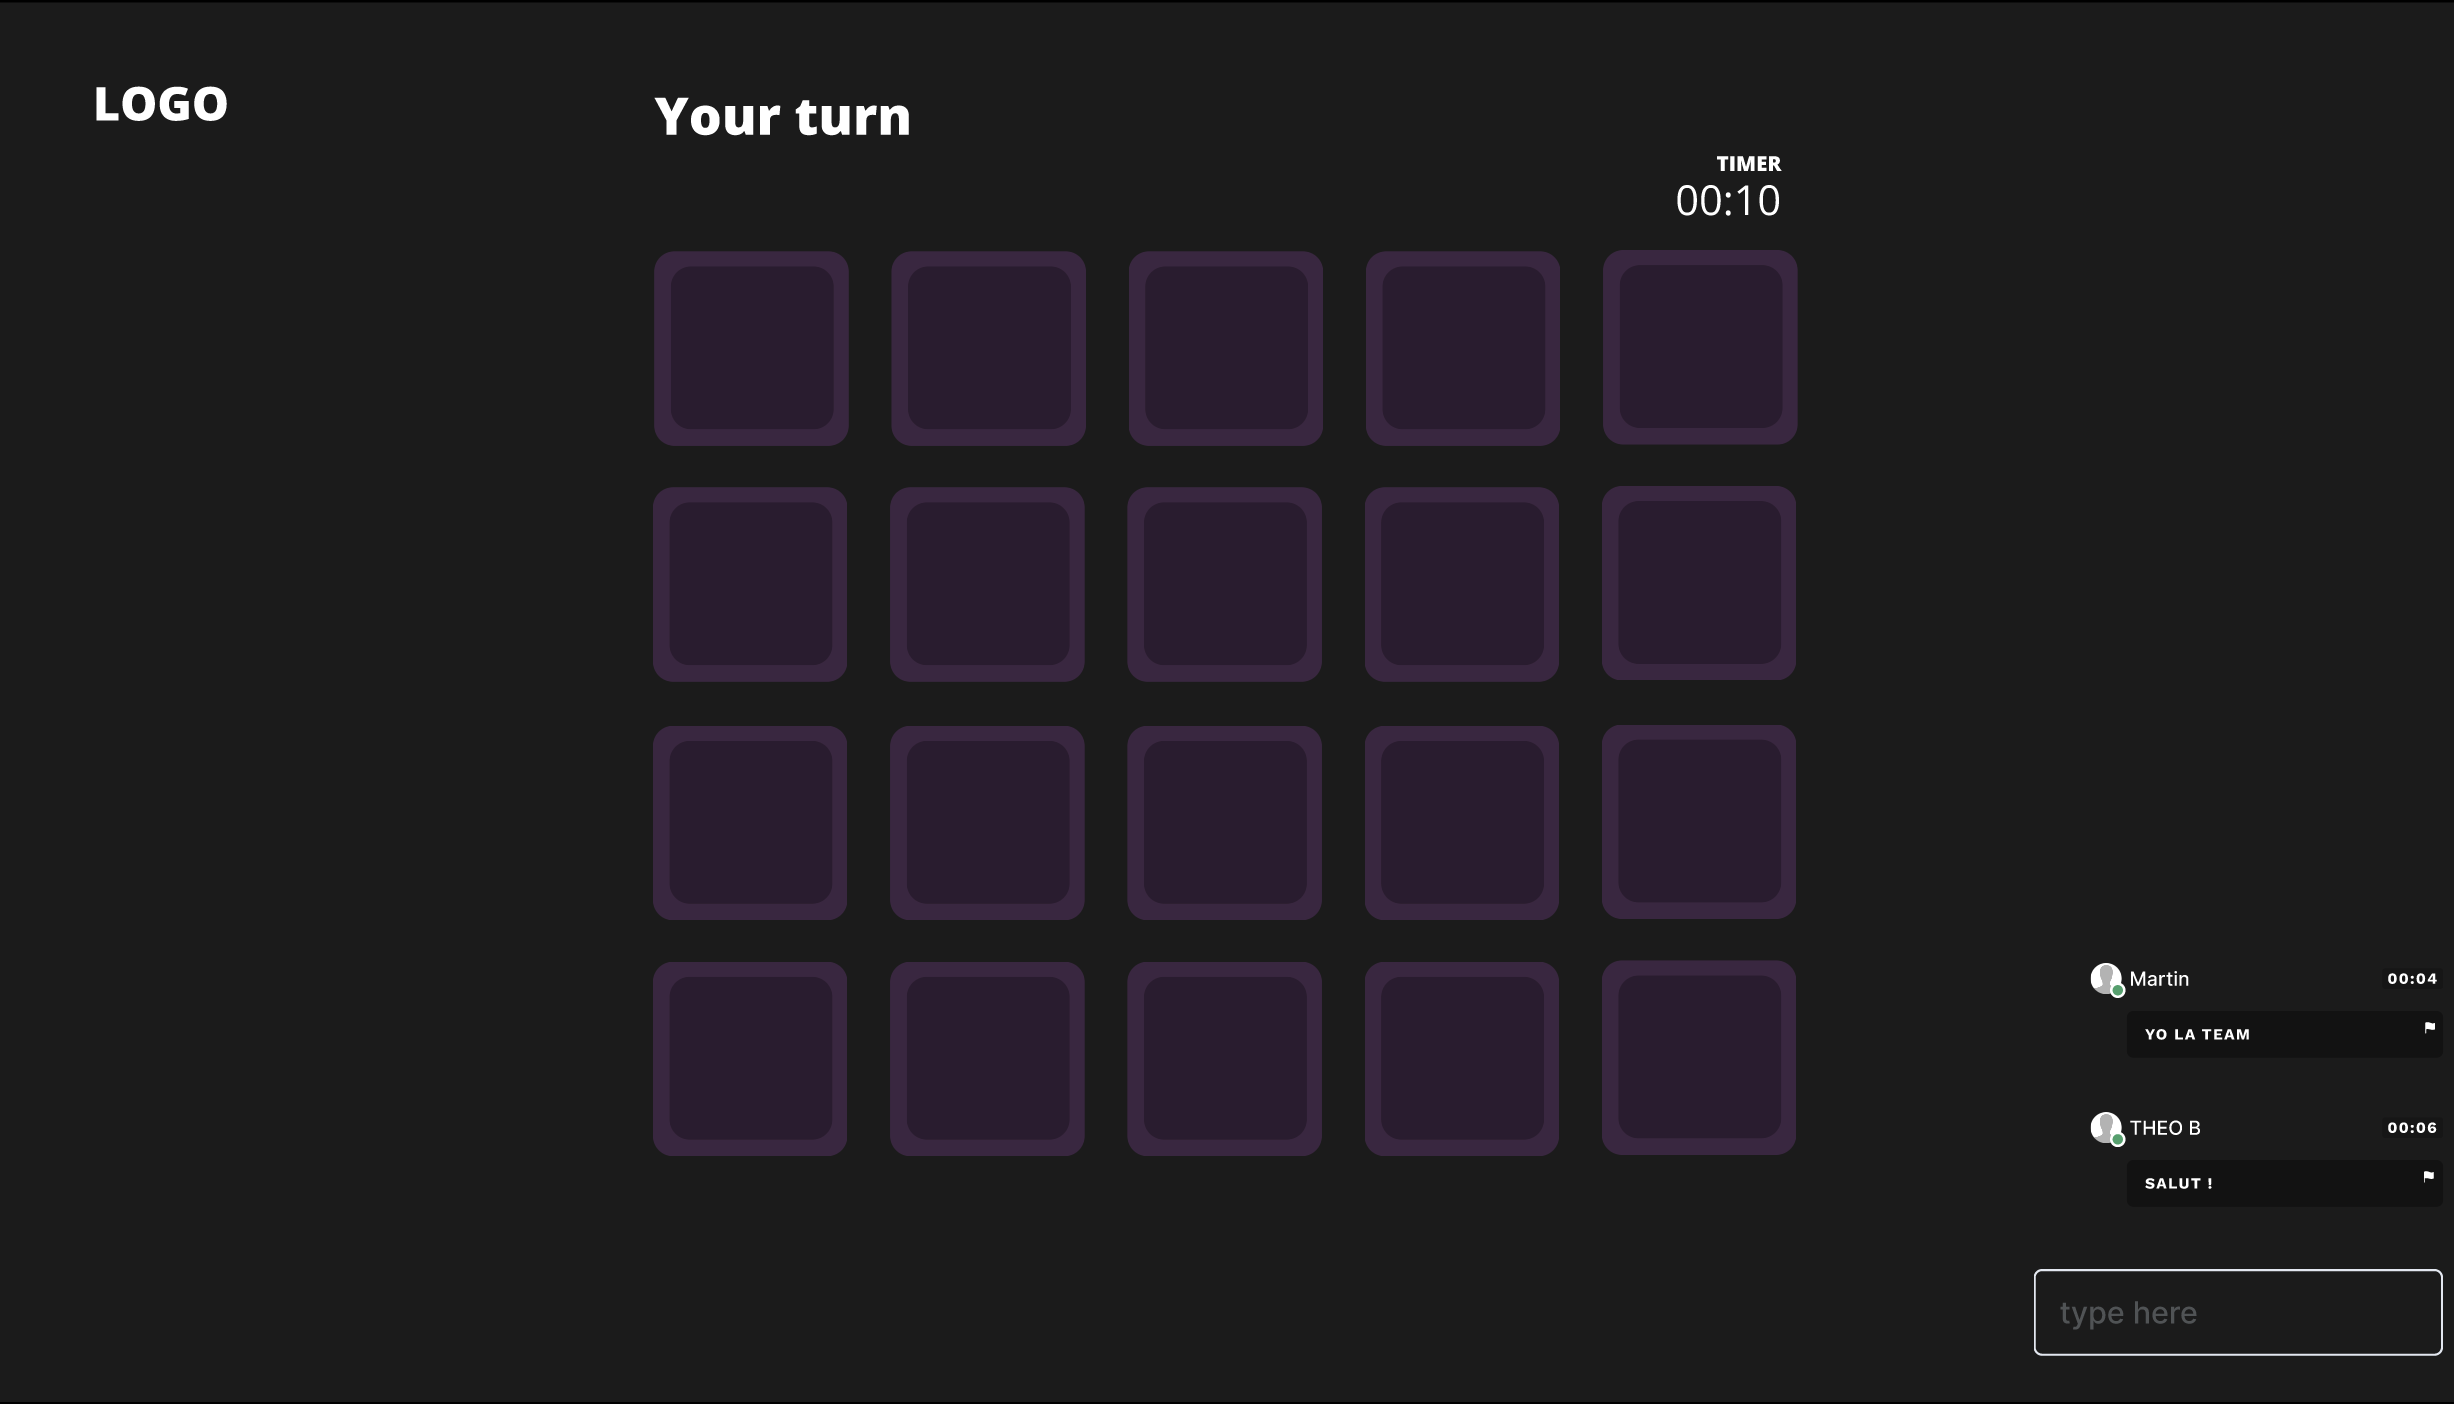 LOGO
Your turn
TIMER
00:10
Martin
00:04
YO LA TEAM
THEO B
00:06
SALUT !
type here